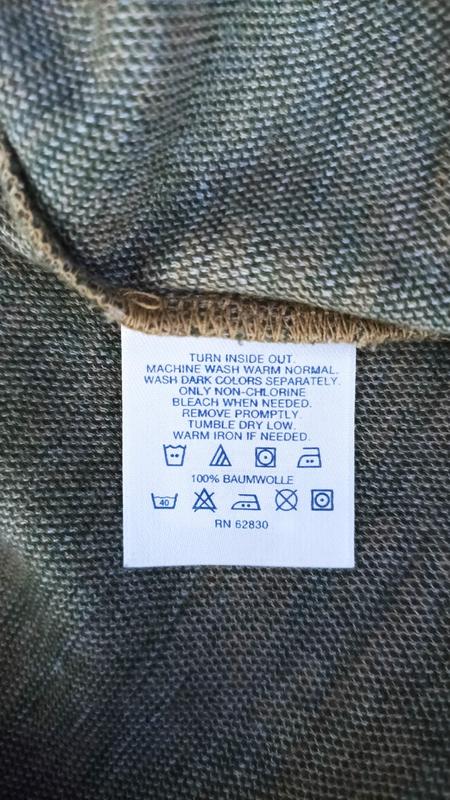 TURN INSIDE OUT.
MACHINE WASH WARM NORMAL.
WASH DARK COLORS SEPARATELY.
ONLY NON-CHLORINE
BLEACH WHEN NEEDED.
REMOVE PROMPTLY.
TUMBLE DRY LOW.
WARM IRON IF NEEDED.
100% BAUMWOLLE
40
RN 62830